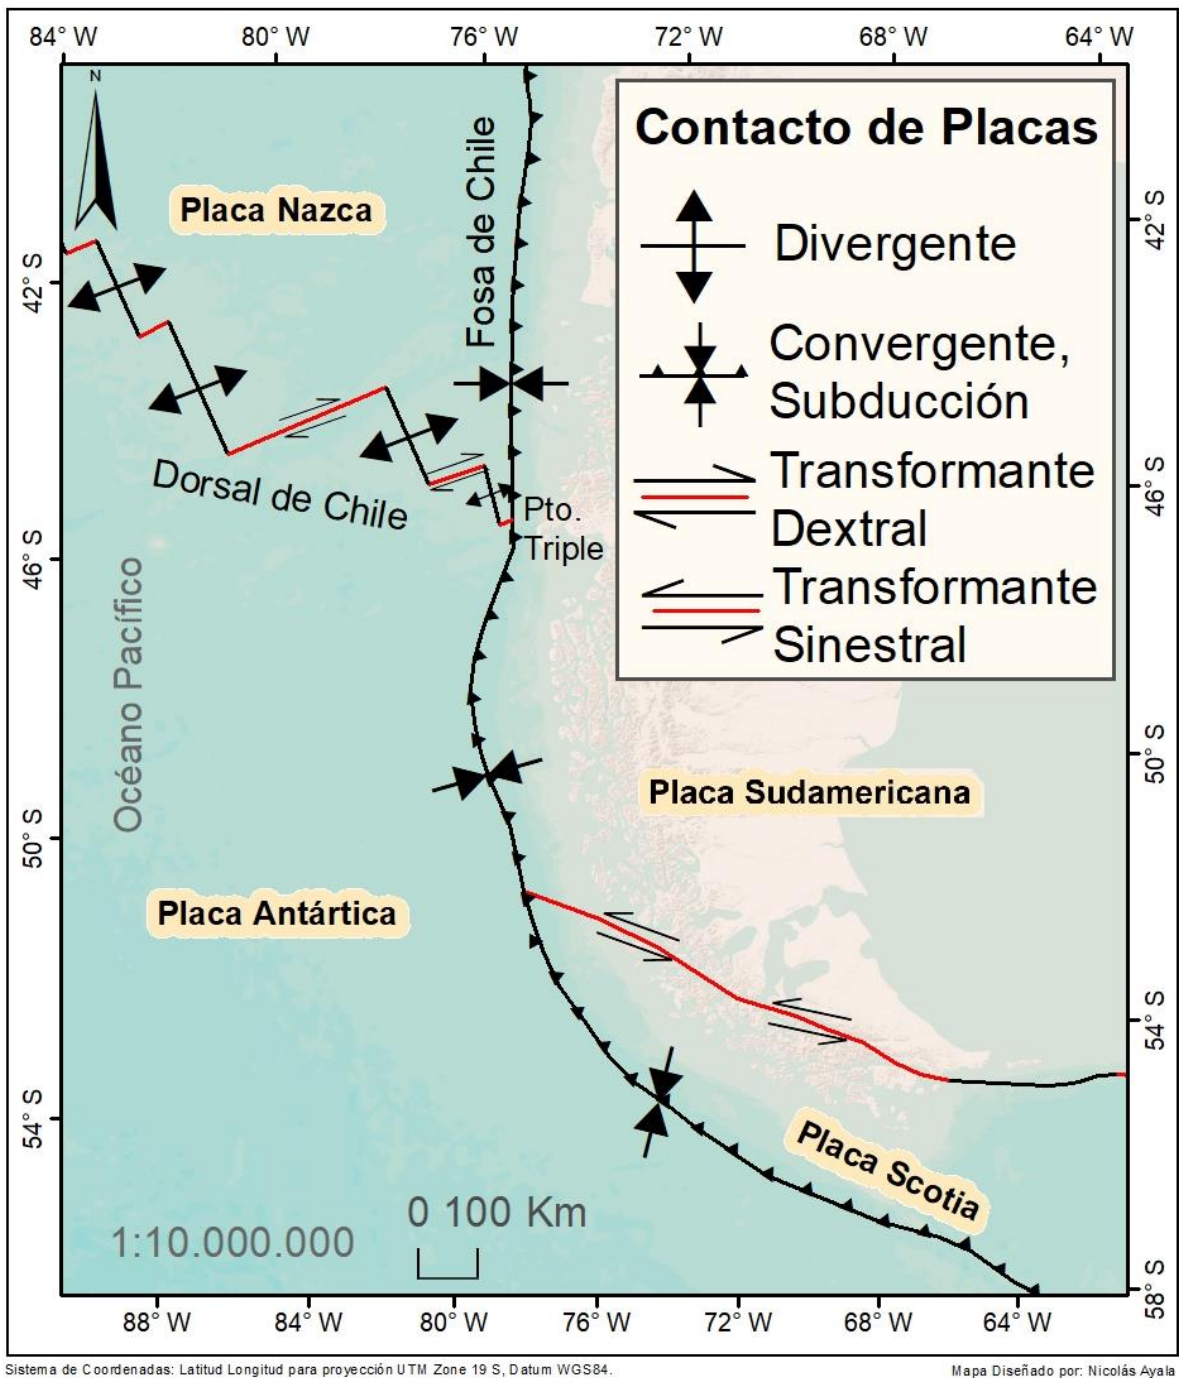 84° W 80° W 76° W 72° W 68° W 64° W
N
Contacto de Placas
Divergente
Convergente,
Subducción
Transformante
Dextral
Transformante
Sinestral
Placa Nazca
Fosa de Chile
Dorsal de Chile
Pto.
Triple
Océano Pacífico
Placa Sudamericana
Placa Antártica
Placa Scotia
42° S
46° S
50° S
54° S
42° S
46° S
50° S
54° S
58° S
0 100 Km
1:10.000.000
88° W 84° W 80° W 76° W 72° W 68° W 64° W
Sistema de Coordenadas: Latitud Longitud para proyección UTM Zone 19 S, Datum WGS84.
Mapa Diseñado por: Nicolás Ayala